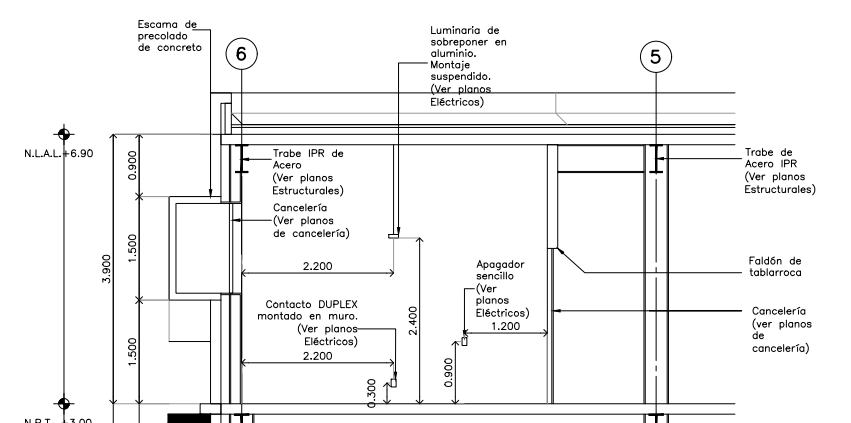 Escama de
precolado
de concreto
6
Luminaria de
sobreponer en
aluminio.
Montaje
suspendido.
(Ver planos
Eléctricos)
5
N.L.A.L.+6.90
0.900
Trabe IPR de
Acero
(Ver planos
Estructurales)
Trabe de
Acero IPR
(Ver planos
Estructurales)
Cancelería
(Ver planos
de cancelería)
1.500
3.900
2.200
Apagador
sencillo
(Ver
planos
Eléctricos)
Faldón de
tablarroca
Contacto DUPLEX
montado en muro.
(Ver planos
Eléctricos)
2.400
1.200
Cancelería
(ver planos
de
cancelería)
1.500
2.200
0.300
0.900
N.P.T. +3.00